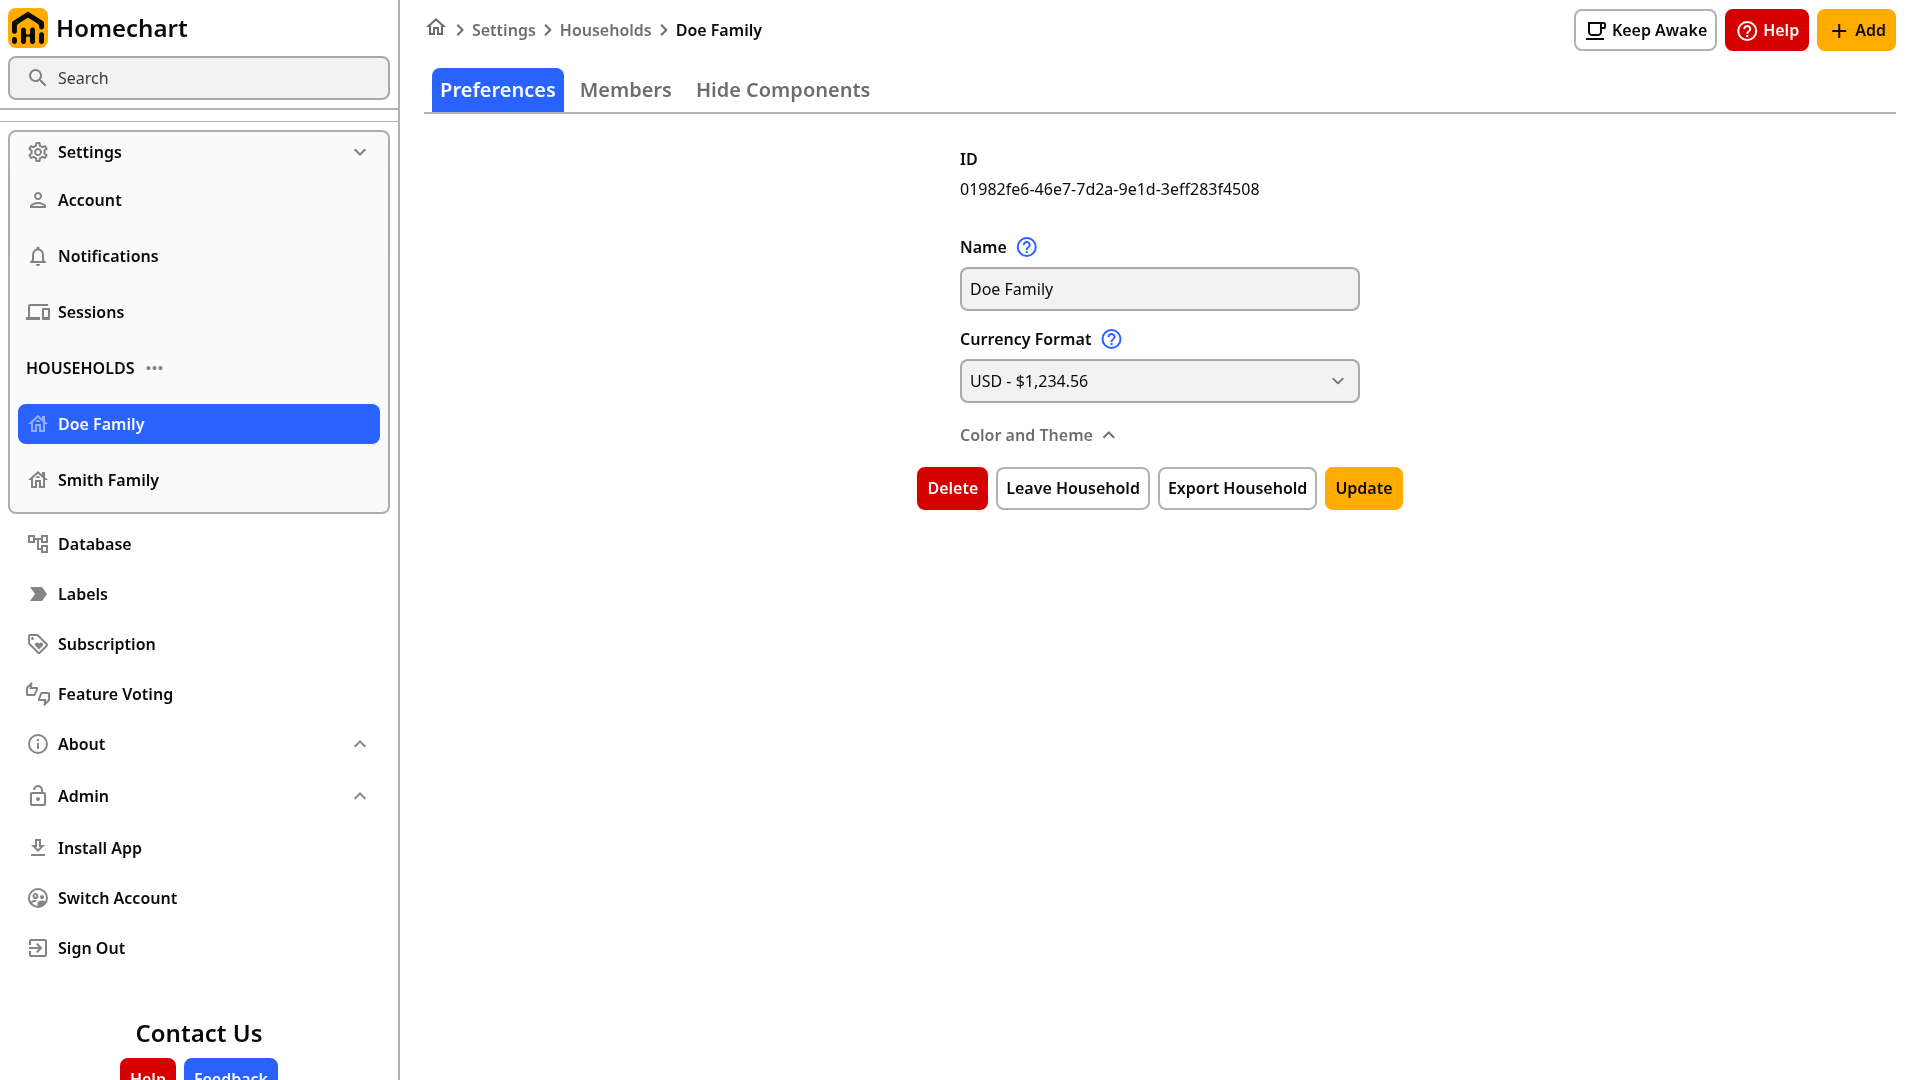 Homechart
Search
Settings
Account
Notifications
Sessions
HOUSEHOLDS
Doe Family
Smith Family
Database
Labels
Subscription
Feature Voting
About
Admin
Install App
Switch Account
Sign Out
Contact Us
Help Feedback
Settings Households Doe Family
Keep Awake Help Add
Preferences Members Hide Components
ID
01982fe6-46e7-7d2a-9e1d-3eff283f4508
Name
Doe Family
Currency Format
USD - $1,234.56
Color and Theme
Delete Leave Household Export Household Update